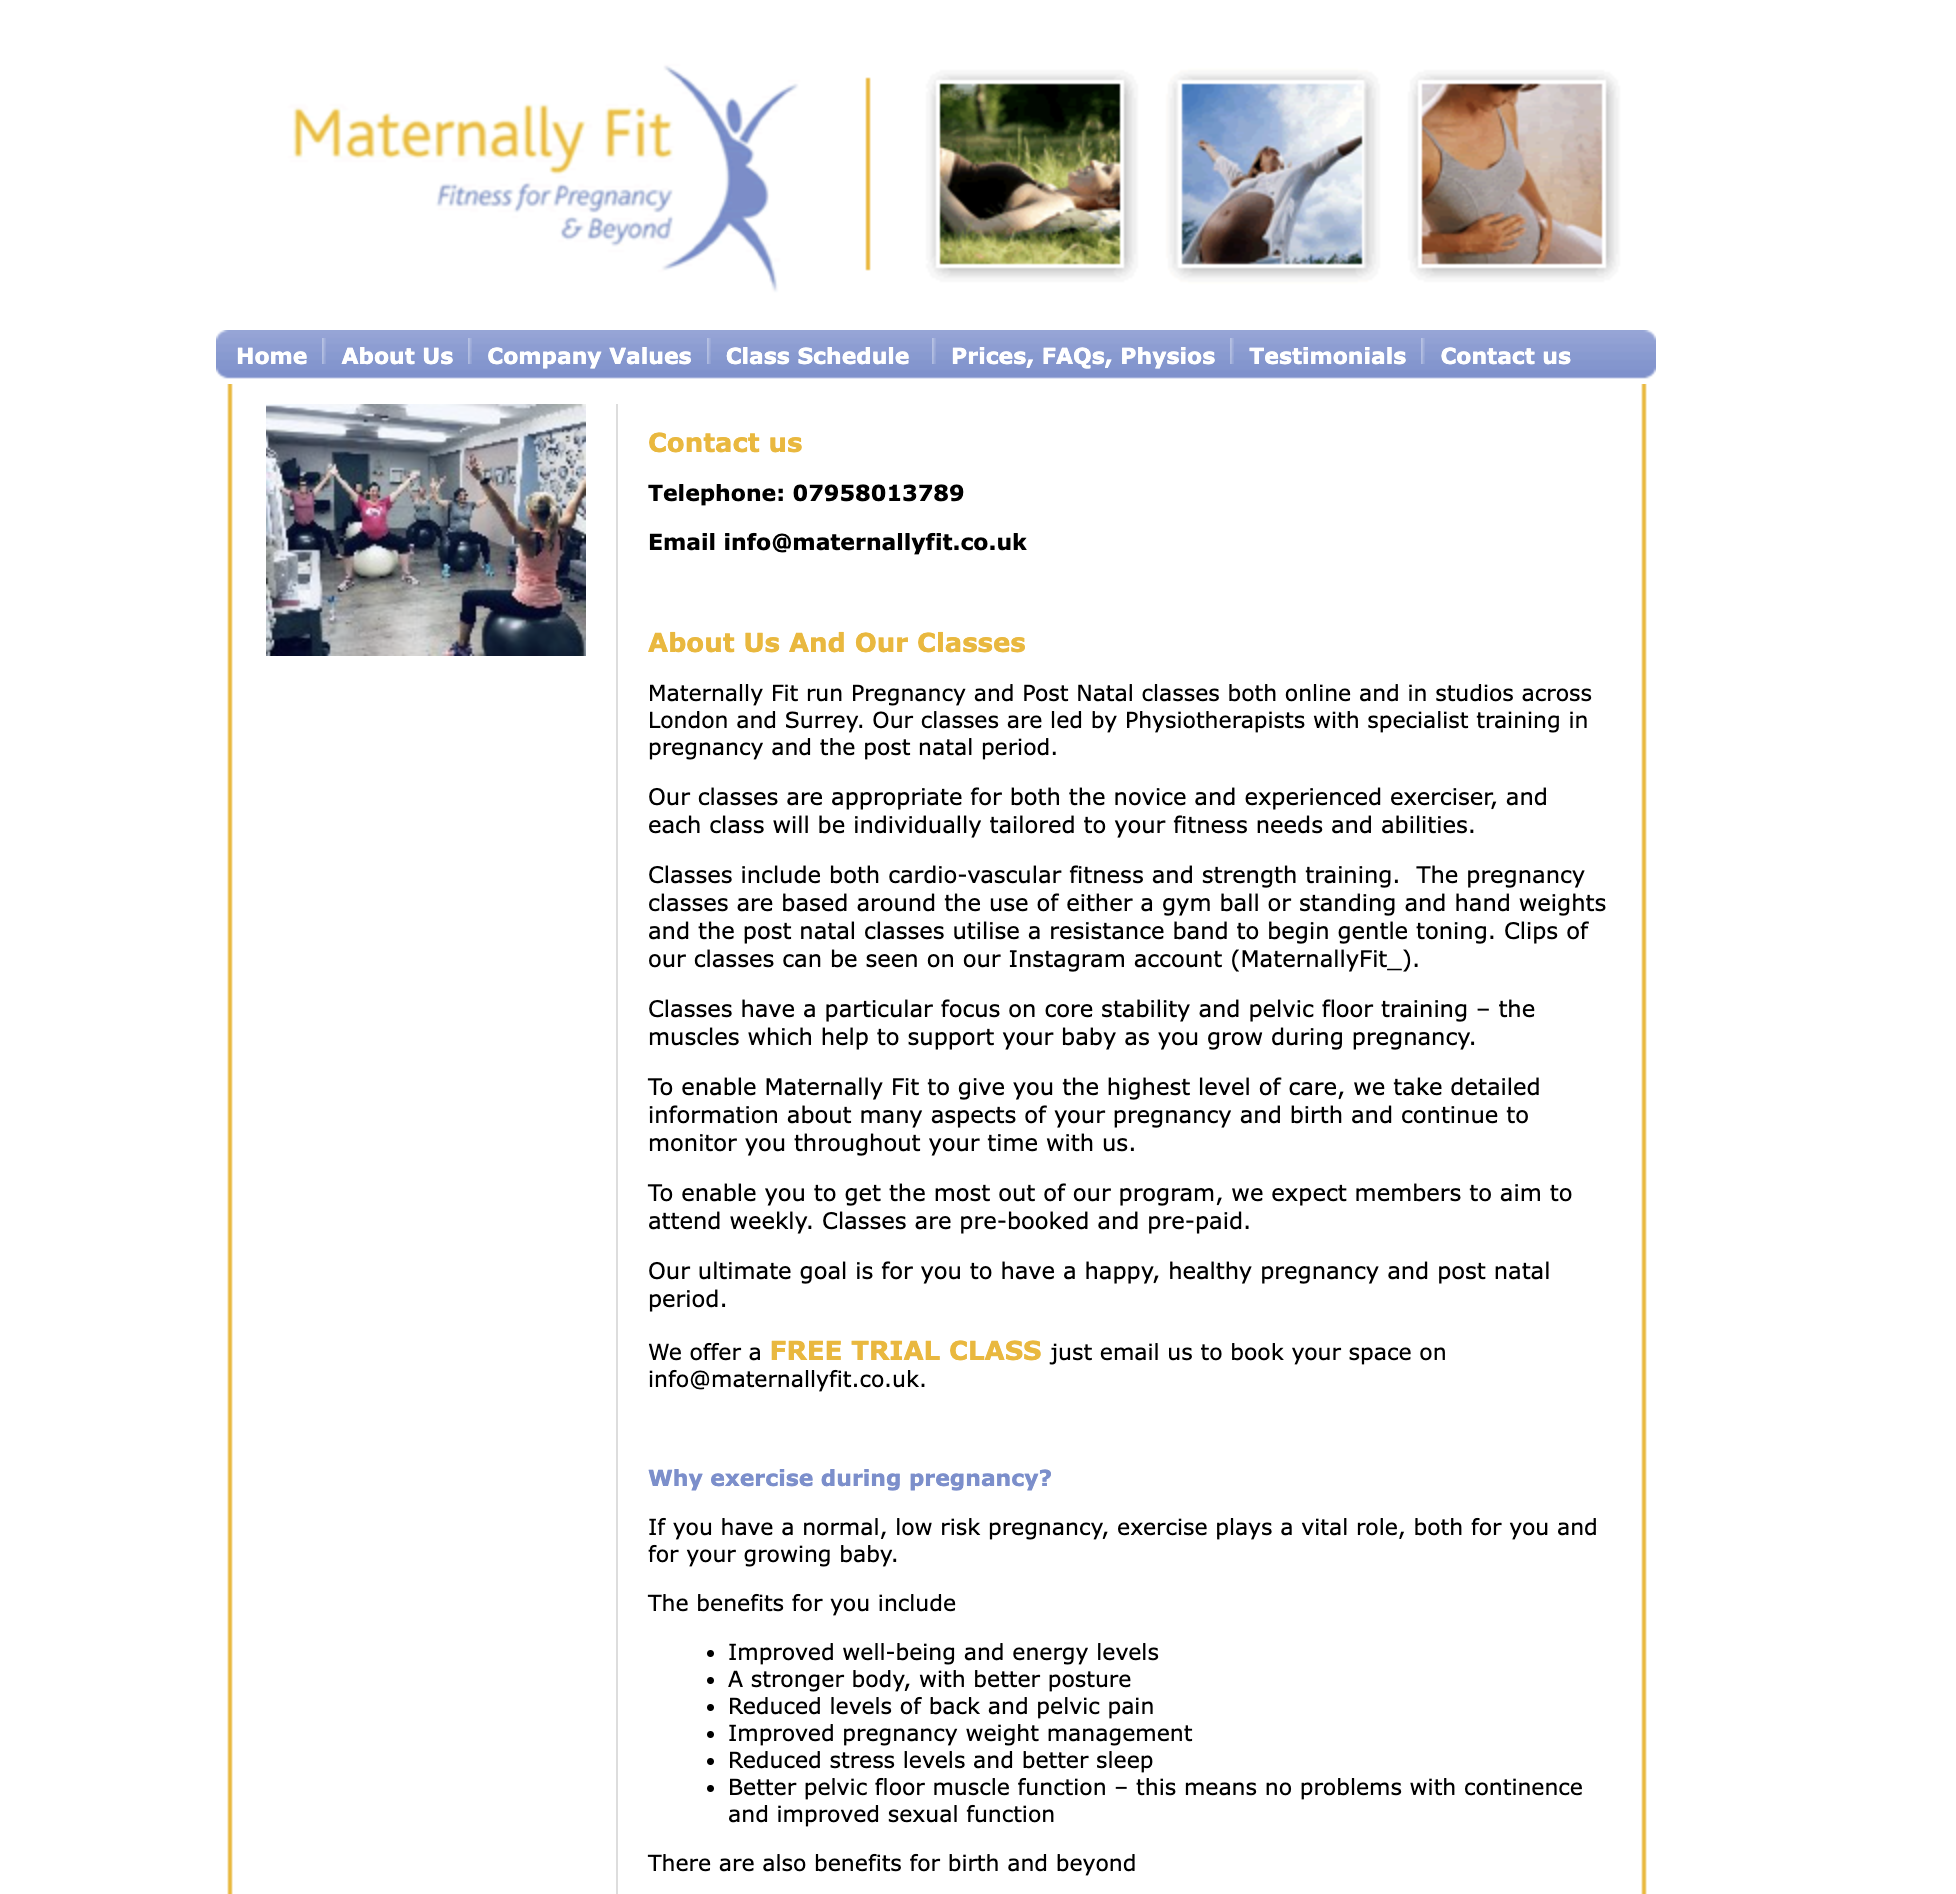 Maternally Fit
Fitness for Pregnancy
& Beyond
Home
About Us
Company Values
Class Schedule
Prices, FAQs, Physios
Testimonials
Contact us
Contact us
Telephone: 07958013789
Email info@maternallyfit.co.uk
About Us And Our Classes
Maternally Fit run Pregnancy and Post Natal classes both online and in studios across
London and Surrey. Our classes are led by Physiotherapists with specialist training in
pregnancy and the post natal period.
Our classes are appropriate for both the novice and experienced exerciser, and
each class will be individually tailored to your fitness needs and abilities.
Classes include both cardio-vascular fitness and strength training.  The pregnancy
classes are based around the use of either a gym ball or standing and hand weights
and the post natal classes utilise a resistance band to begin gentle toning. Clips of
our classes can be seen on our Instagram account (MaternallyFit_).
Classes have a particular focus on core stability and pelvic floor training – the
muscles which help to support your baby as you grow during pregnancy.
To enable Maternally Fit to give you the highest level of care, we take detailed
information about many aspects of your pregnancy and birth and continue to
monitor you throughout your time with us.
To enable you to get the most out of our program, we expect members to aim to
attend weekly. Classes are pre-booked and pre-paid.
Our ultimate goal is for you to have a happy, healthy pregnancy and post natal
period.
We offer a FREE TRIAL CLASS just email us to book your space on
info@maternallyfit.co.uk.
Why exercise during pregnancy?
If you have a normal, low risk pregnancy, exercise plays a vital role, both for you and
for your growing baby.
The benefits for you include
• Improved well-being and energy levels
• A stronger body, with better posture
• Reduced levels of back and pelvic pain
• Improved pregnancy weight management
• Reduced stress levels and better sleep
• Better pelvic floor muscle function – this means no problems with continence
and improved sexual function
There are also benefits for birth and beyond